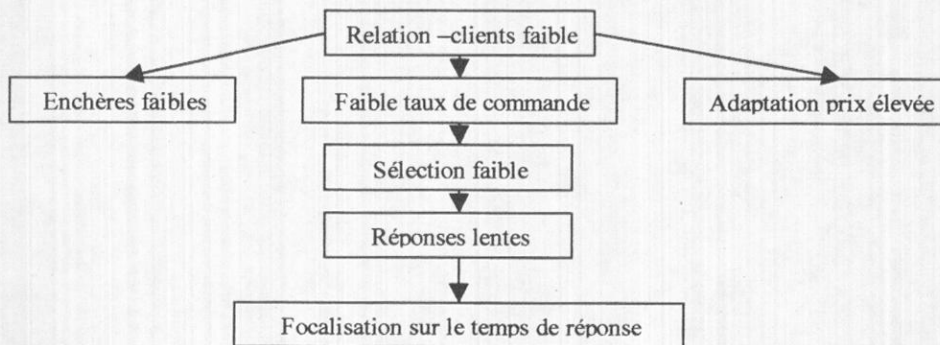 Relation –clients faible
Enchères faibles
Faible taux de commande
Adaptation prix élevée
Sélection faible
Réponses lentes
Focalisation sur le temps de réponse